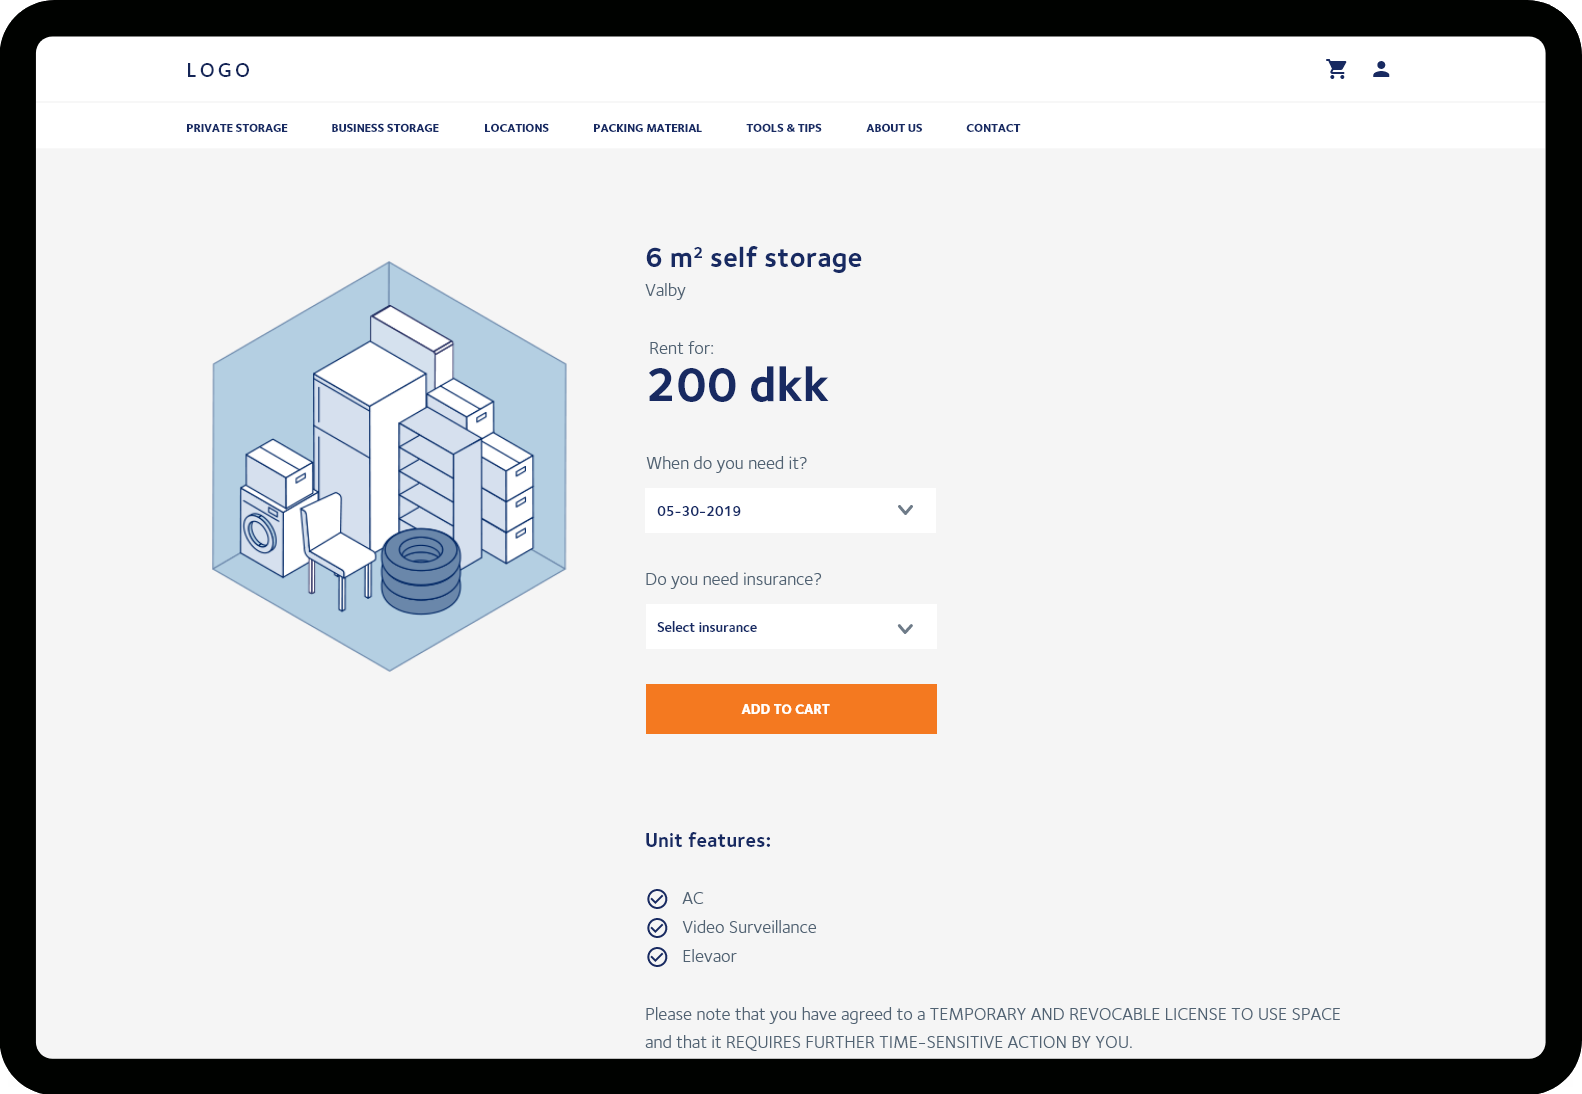 LOGO
PRIVATE STORAGE BUSINESS STORAGE LOCATIONS PACKING MATERIAL TOOLS & TIPS ABOUT US CONTACT
6 m² self storage
Valby
Rent for:
200 dkk
When do you need it?
05-30-2019
Do you need insurance?
Select insurance
ADD TO CART
Unit features:
AC
Video Surveillance
Elevaor
Please note that you have agreed to a TEMPORARY AND REVOCABLE LICENSE TO USE SPACE
and that it REQUIRES FURTHER TIME-SENSITIVE ACTION BY YOU.